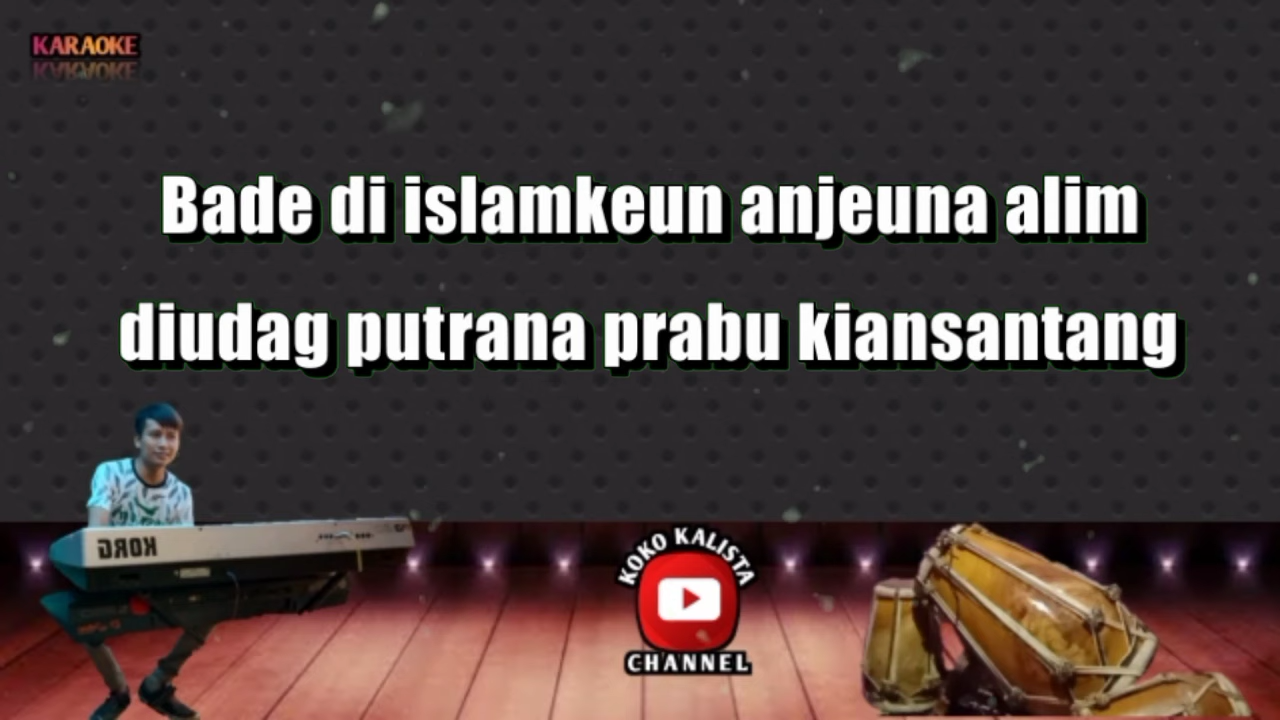 KARAOKE
Bade di islamkeun anjeuna alim
diudag putrana prabu kiansantang
KORG
KOKO KALISTA
CHANNEL